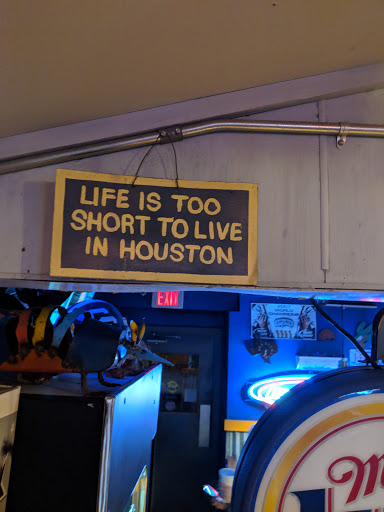 LIFE IS TOO
SHORT TO LIVE
IN HOUSTON
EXIT